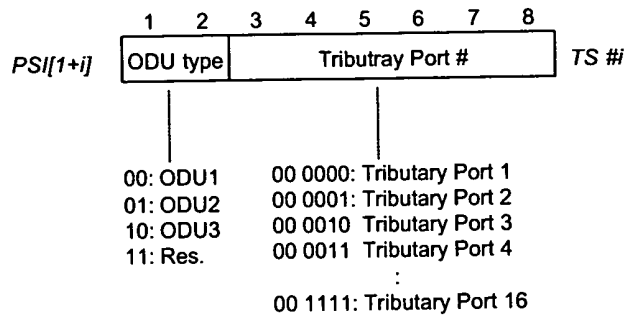 1 2 3 4 5 6 7 8
PSI[1+i] ODU type Tributray Port # TS #i
00: ODU1 00 0000: Tributary Port 1
01: ODU2 00 0001: Tributary Port 2
10: ODU3 00 0010 Tributary Port 3
11: Res. 00 0011 Tributary Port 4
:
00 1111: Tributary Port 16